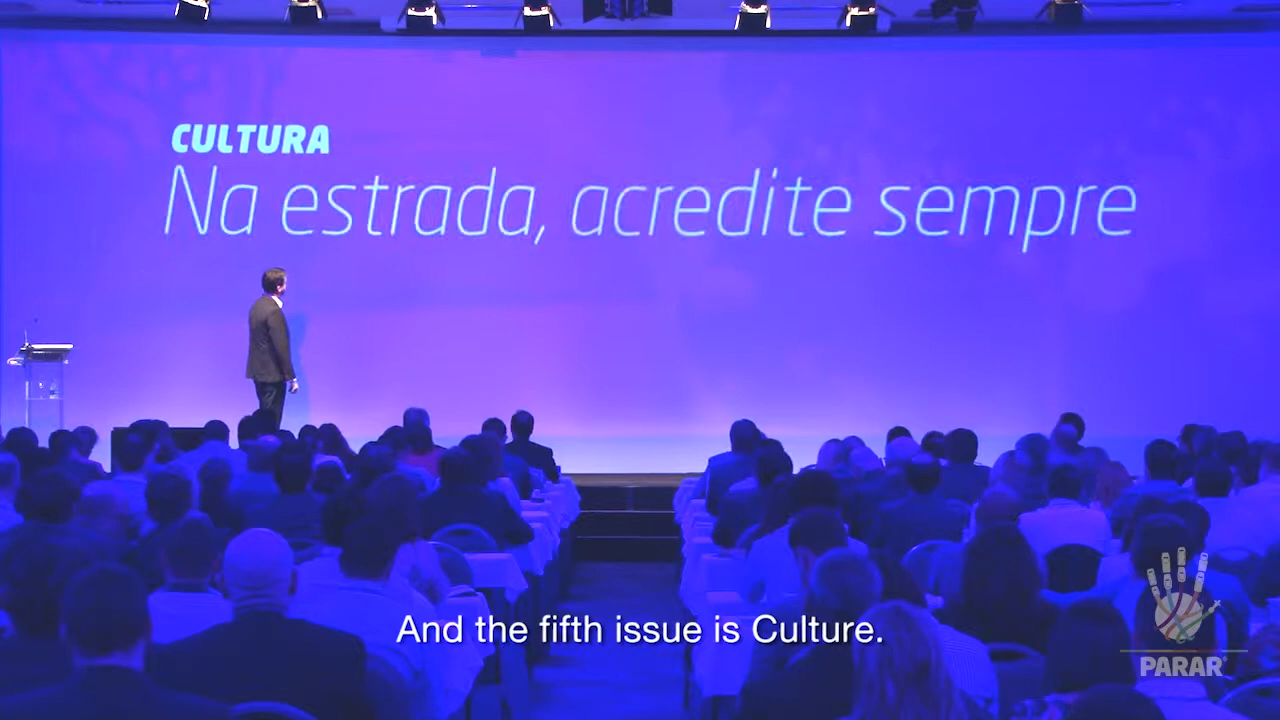 CULTURA
Na estrada, acredite sempre
And the fifth issue is Culture.
PARAR